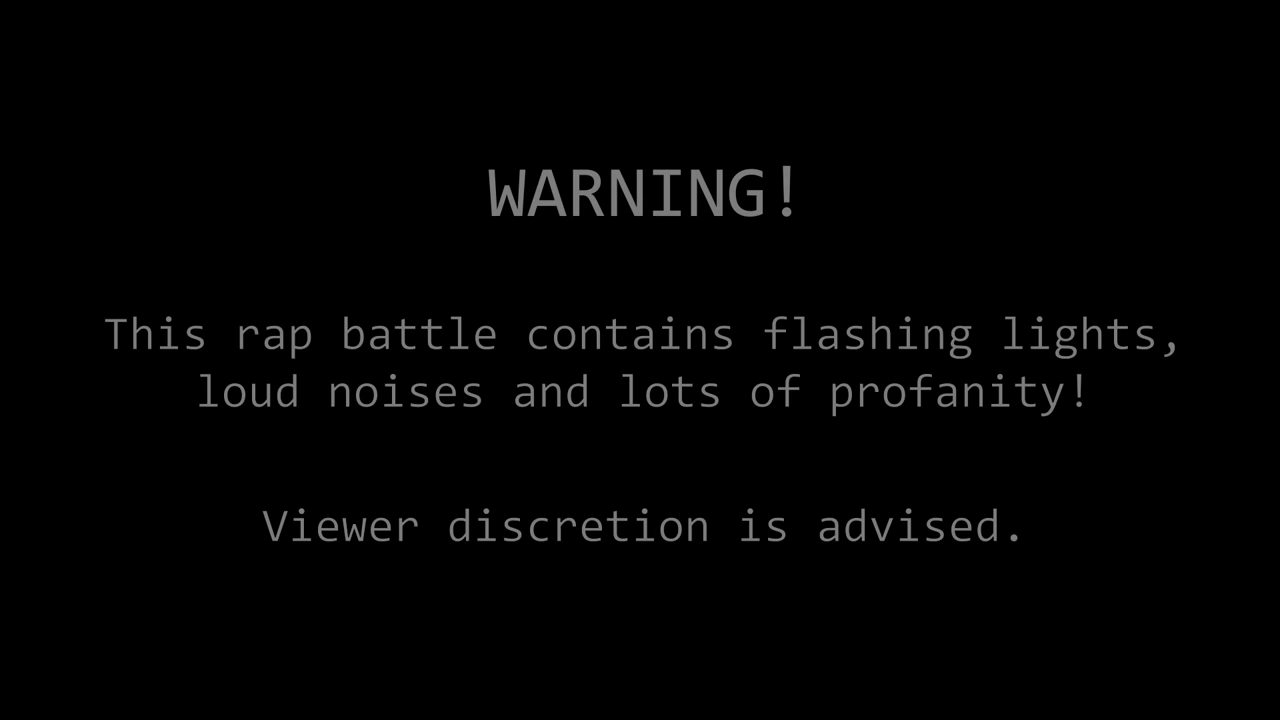 WARNING!
This rap battle contains flashing lights,
loud noises and lots of profanity!
Viewer discretion is advised.